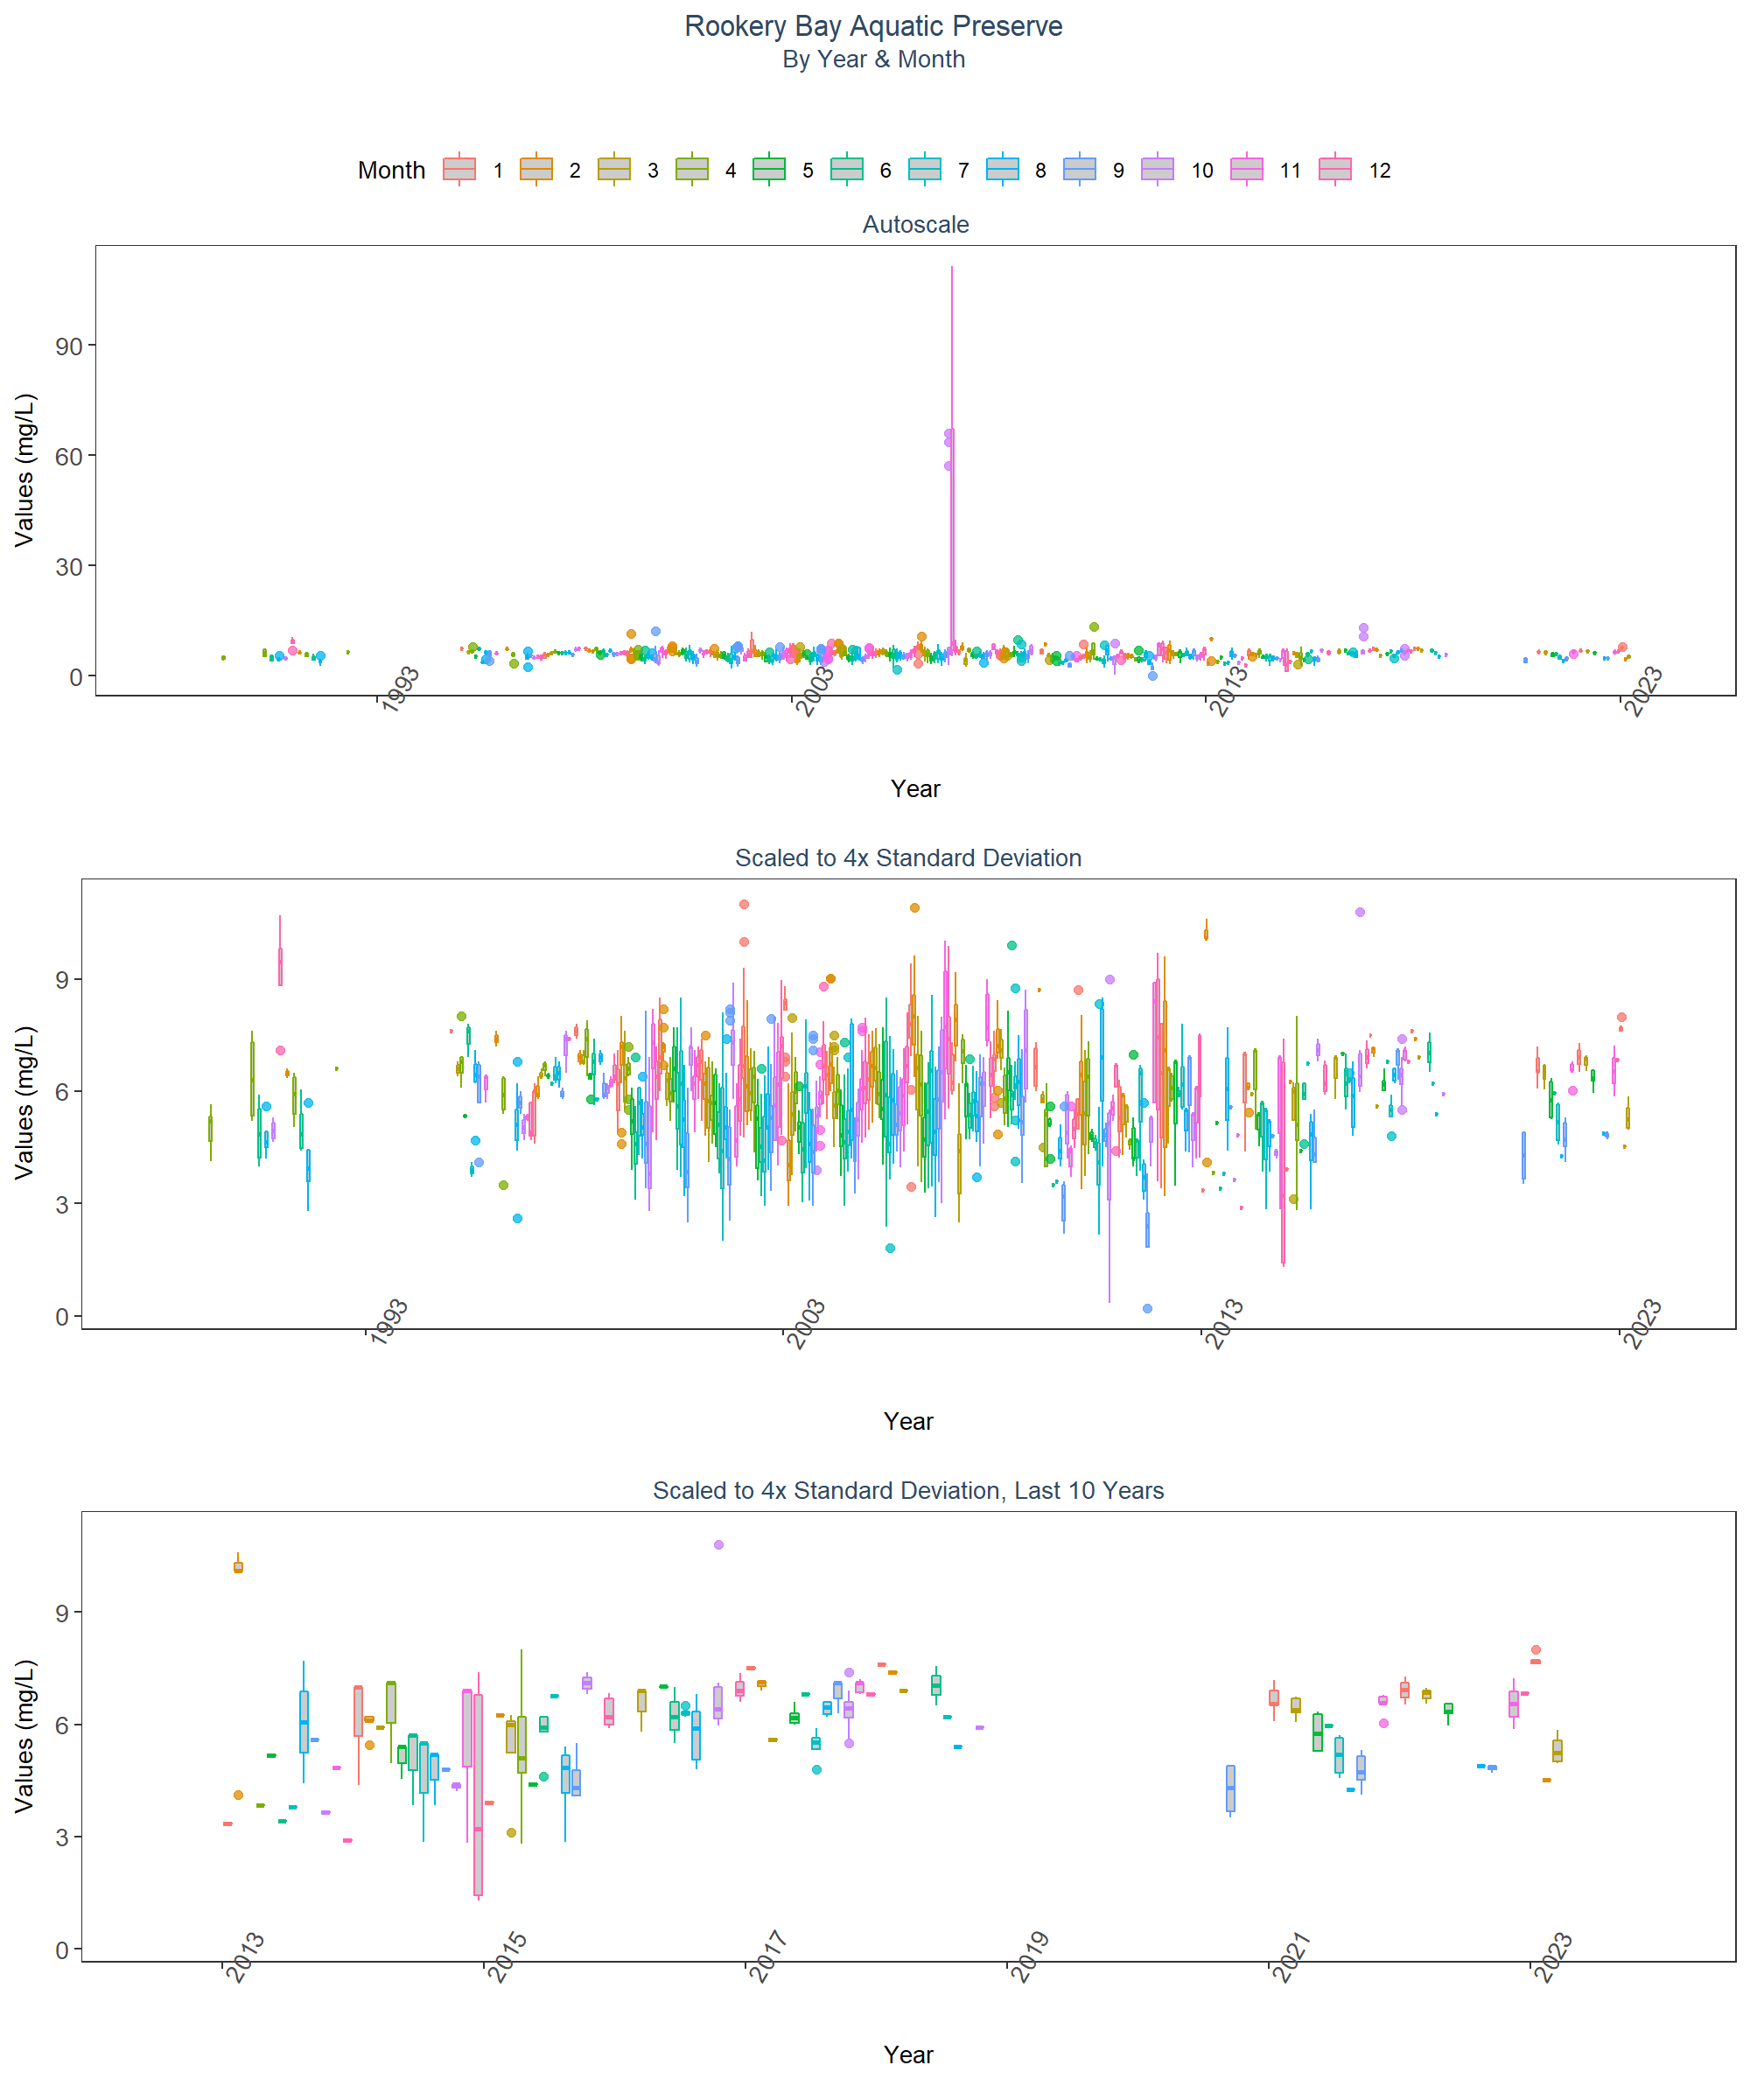 Rookery Bay Aquatic Preserve
By Year & Month
Month 1 2 3 4 5 6 7 8 9 10 11 12
Autoscale
Values (mg/L)
90
60
30
0
1993 2003 2013 2023
Year
Scaled to 4x Standard Deviation
Values (mg/L)
9
6
3
0
1993 2003 2013 2023
Year
Scaled to 4x Standard Deviation, Last 10 Years
Values (mg/L)
9
6
3
0
2013 2015 2017 2019 2021 2023
Year